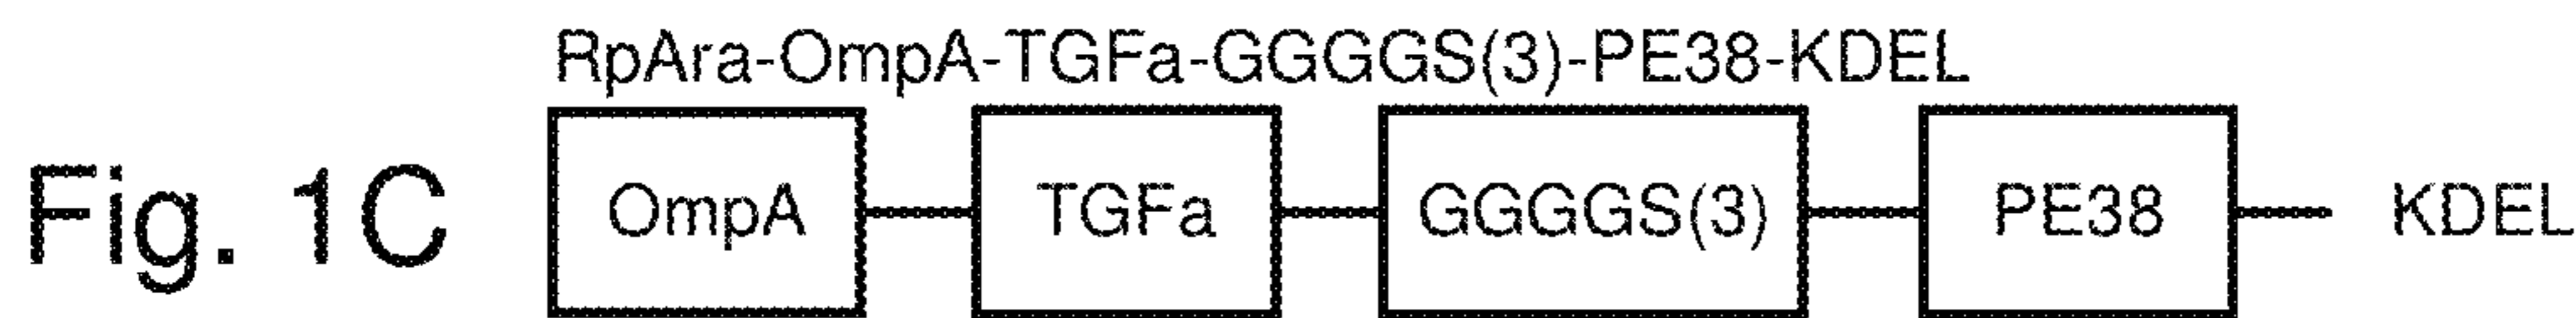 RpAra-OmpA-TGFa-GGGGS(3)-PE38-KDEL
Fig. 1C OmpA TGFa GGGGS(3) PE38 KDEL